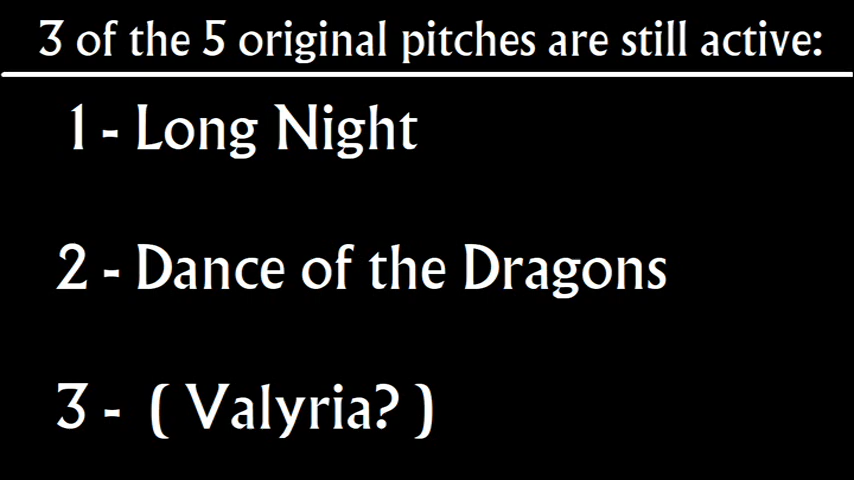 3 of the 5 original pitches are still active:
1 - Long Night
2 - Dance of the Dragons
3 - ( Valyria? )